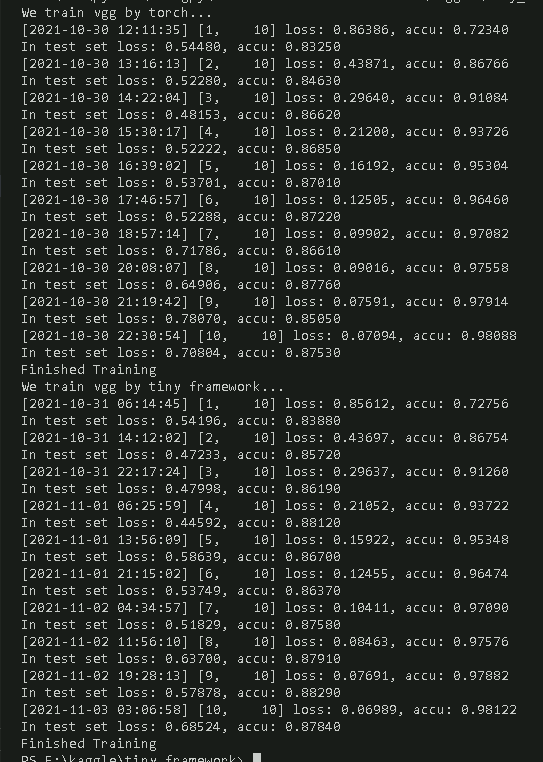 We train vgg by torch...
[2021-10-30 12:11:35] [1,    10] loss: 0.86386, accu: 0.72340
In test set loss: 0.54480, accu: 0.83250
[2021-10-30 13:16:13] [2,    10] loss: 0.43871, accu: 0.86766
In test set loss: 0.52280, accu: 0.84630
[2021-10-30 14:22:04] [3,    10] loss: 0.29640, accu: 0.91084
In test set loss: 0.48153, accu: 0.86620
[2021-10-30 15:30:17] [4,    10] loss: 0.21200, accu: 0.93726
In test set loss: 0.52222, accu: 0.86850
[2021-10-30 16:39:02] [5,    10] loss: 0.16192, accu: 0.95304
In test set loss: 0.53701, accu: 0.87010
[2021-10-30 17:46:57] [6,    10] loss: 0.12505, accu: 0.96460
In test set loss: 0.52288, accu: 0.87220
[2021-10-30 18:57:14] [7,    10] loss: 0.09902, accu: 0.97082
In test set loss: 0.71786, accu: 0.86610
[2021-10-30 20:08:07] [8,    10] loss: 0.09016, accu: 0.97558
In test set loss: 0.64906, accu: 0.87760
[2021-10-30 21:19:42] [9,    10] loss: 0.07591, accu: 0.97914
In test set loss: 0.78070, accu: 0.85050
[2021-10-30 22:30:54] [10,    10] loss: 0.07094, accu: 0.98088
In test set loss: 0.70804, accu: 0.87530
Finished Training
We train vgg by tiny framework...
[2021-10-31 06:14:45] [1,    10] loss: 0.85612, accu: 0.72756
In test set loss: 0.54196, accu: 0.83880
[2021-10-31 14:12:02] [2,    10] loss: 0.43697, accu: 0.86754
In test set loss: 0.47233, accu: 0.85720
[2021-10-31 22:17:24] [3,    10] loss: 0.29637, accu: 0.91260
In test set loss: 0.47998, accu: 0.86190
[2021-11-01 06:25:59] [4,    10] loss: 0.21052, accu: 0.93722
In test set loss: 0.44592, accu: 0.88120
[2021-11-01 13:56:09] [5,    10] loss: 0.15922, accu: 0.95348
In test set loss: 0.58639, accu: 0.86700
[2021-11-01 21:15:02] [6,    10] loss: 0.12455, accu: 0.96474
In test set loss: 0.53749, accu: 0.86370
[2021-11-02 04:34:57] [7,    10] loss: 0.10411, accu: 0.97090
In test set loss: 0.51829, accu: 0.87580
[2021-11-02 11:56:10] [8,    10] loss: 0.08463, accu: 0.97576
In test set loss: 0.63700, accu: 0.87910
[2021-11-02 19:28:13] [9,    10] loss: 0.07691, accu: 0.97882
In test set loss: 0.57878, accu: 0.88290
[2021-11-03 03:06:58] [10,    10] loss: 0.06989, accu: 0.98122
In test set loss: 0.68524, accu: 0.87840
Finished Training
PS E:\kaggle\tiny_framework>